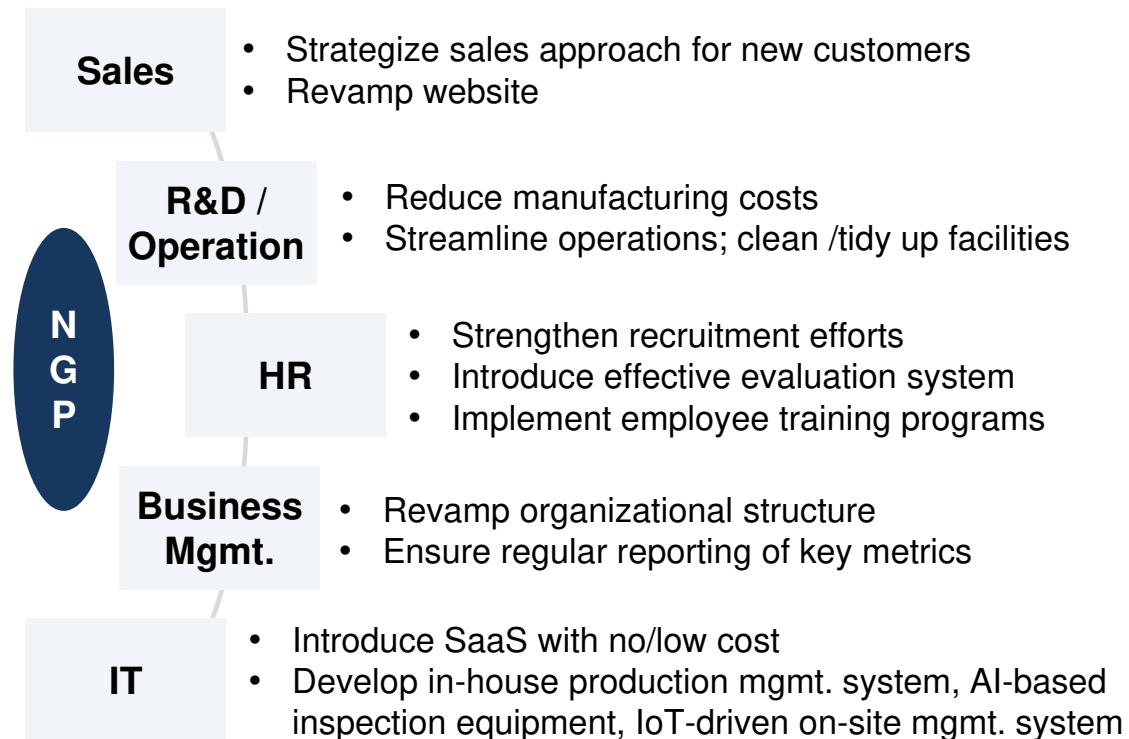 Sales
• Strategize sales approach for new customers
• Revamp website
R&D /
Operation
• Reduce manufacturing costs
• Streamline operations; clean /tidy up facilities
N
G
P
HR
• Strengthen recruitment efforts
• Introduce effective evaluation system
• Implement employee training programs
Business
Mgmt.
• Revamp organizational structure
• Ensure regular reporting of key metrics
IT
• Introduce SaaS with no/low cost
• Develop in-house production mgmt. system, AI-based
inspection equipment, IoT-driven on-site mgmt. system